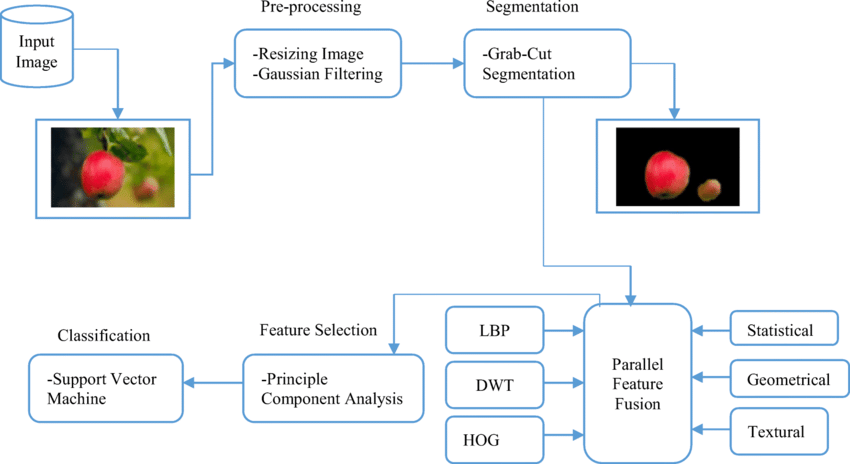 Pre-processing
Segmentation
Input
Image
-Resizing Image
-Gaussian Filtering
-Grab-Cut
Segmentation
Classification
Feature Selection
-Support Vector
Machine
-Principle
Component Analysis
LBP
DWT
HOG
Parallel
Feature
Fusion
Statistical
Geometrical
Textural